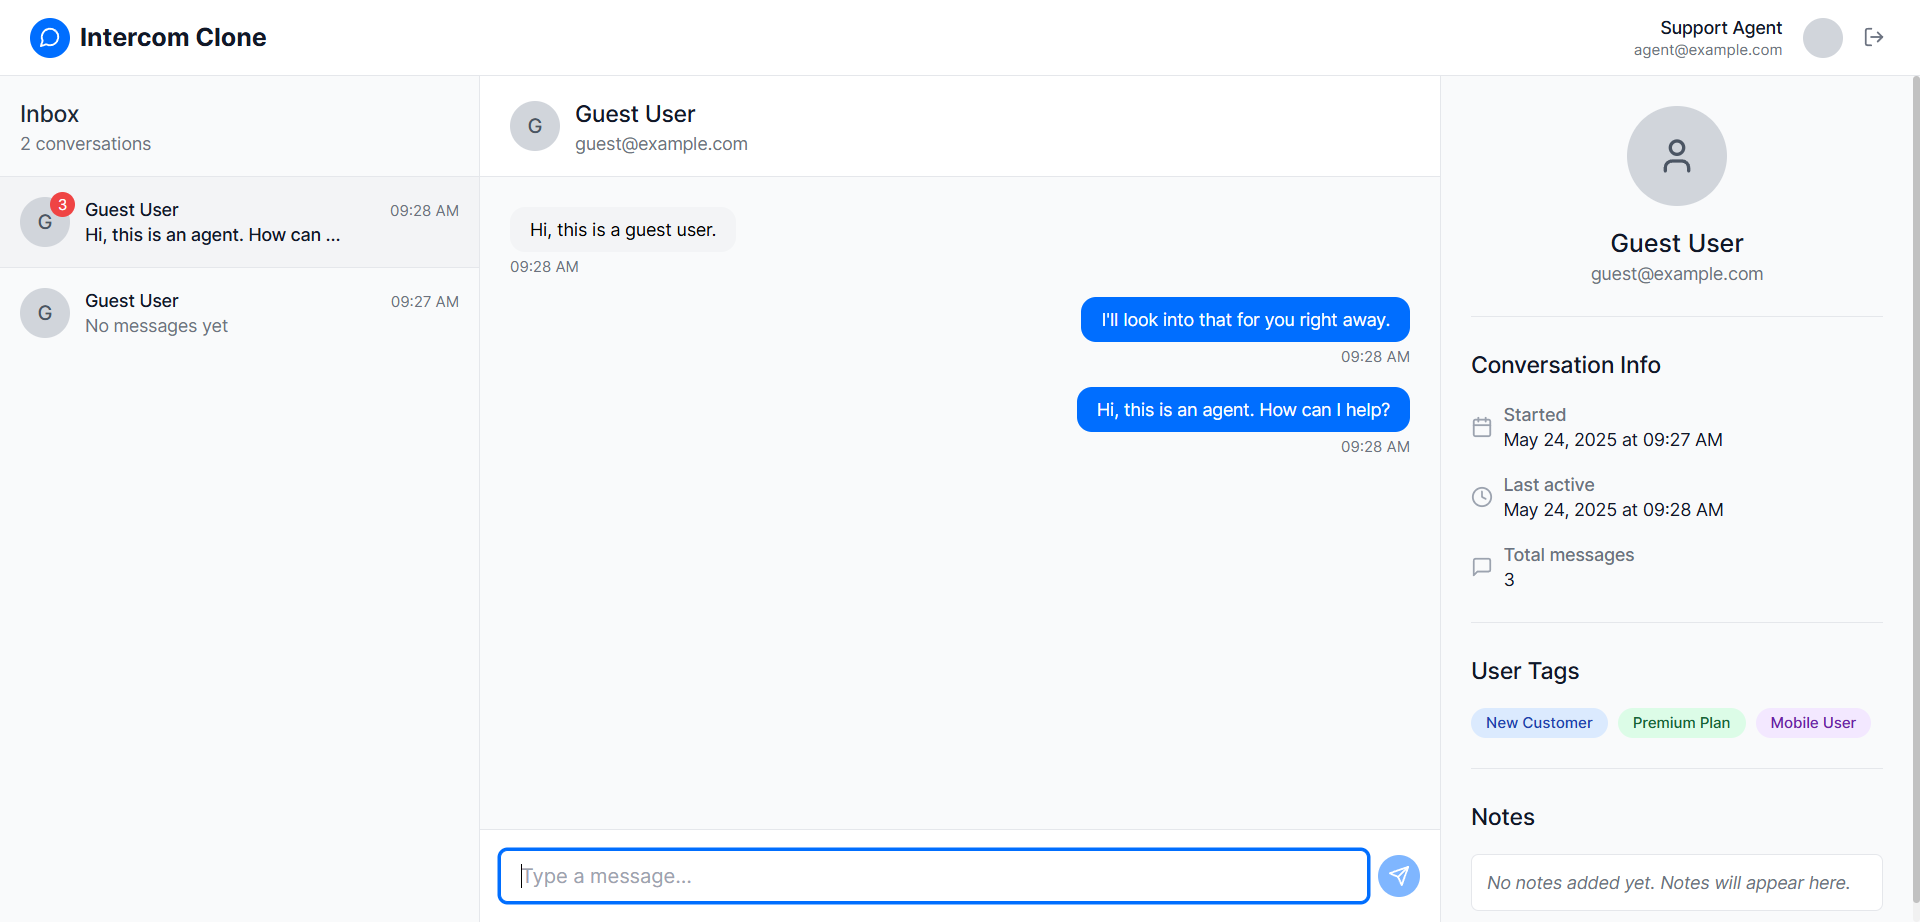 Intercom Clone
Support Agent
agent@example.com
Inbox
2 conversations
G
3
Guest User
09:28 AM
Hi, this is an agent. How can ...
G
Guest User
09:27 AM
No messages yet
G
Guest User
guest@example.com
Hi, this is a guest user.
09:28 AM
I'll look into that for you right away.
09:28 AM
Hi, this is an agent. How can I help?
09:28 AM
Type a message...
Guest User
guest@example.com
Conversation Info
Started
May 24, 2025 at 09:27 AM
Last active
May 24, 2025 at 09:28 AM
Total messages
3
User Tags
New Customer
Premium Plan
Mobile User
Notes
No notes added yet. Notes will appear here.